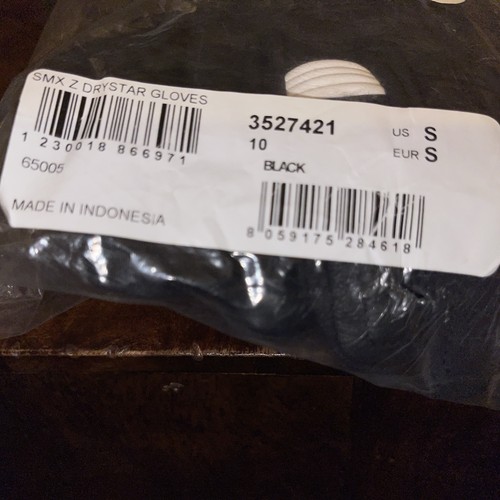 SMX Z DRYSTAR GLOVES
1 230018 866971
65005
MADE IN INDONESIA
3527421
10
BLACK
US S
EUR S
8 059175 284618